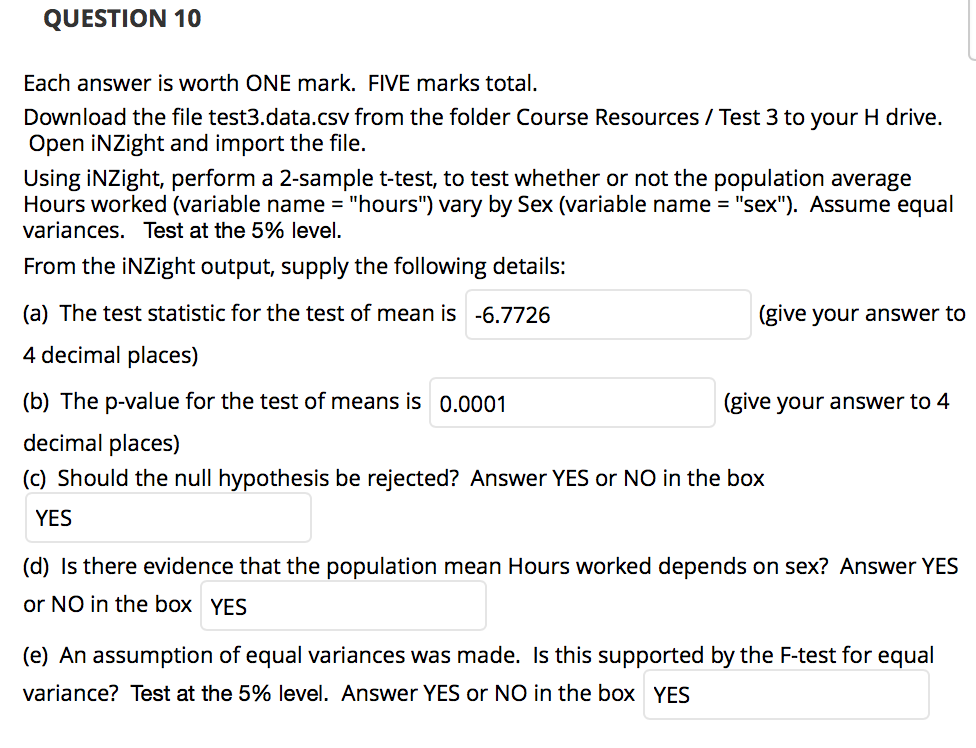 QUESTION 10
Each answer is worth ONE mark. FIVE marks total.
Download the file test3.data.csv from the folder Course Resources / Test 3 to your H drive.
Open iNZight and import the file.
Using iNZight, perform a 2-sample t-test, to test whether or not the population average
Hours worked (variable name = "hours") vary by Sex (variable name = "sex"). Assume equal
variances. Test at the 5% level.
From the iNZight output, supply the following details:
(a) The test statistic for the test of mean is -6.7726 (give your answer to
4 decimal places)
(b) The p-value for the test of means is 0.0001 (give your answer to 4
decimal places)
(c) Should the null hypothesis be rejected? Answer YES or NO in the box
YES
(d) Is there evidence that the population mean Hours worked depends on sex? Answer YES
or NO in the box YES
(e) An assumption of equal variances was made. Is this supported by the F-test for equal
variance? Test at the 5% level. Answer YES or NO in the box YES